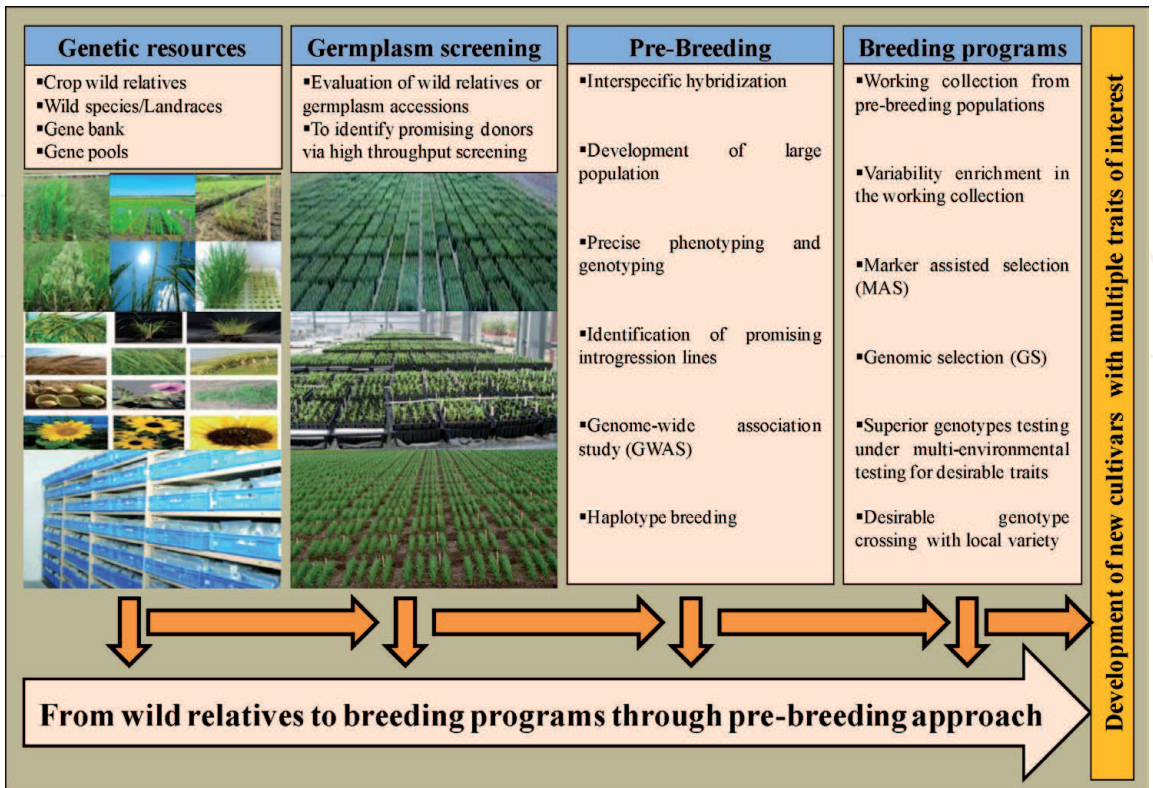 Genetic resources
▪Crop wild relatives
▪Wild species/Landraces
▪Gene bank
▪Gene pools
Germplasm screening
▪Evaluation of wild relatives or
germplasm accessions
▪To identify promising donors
via high throughput screening
Pre-Breeding
▪Interspecific hybridization
▪Development of large
population
▪Precise phenotyping and
genotyping
▪Identification of promising
introgression lines
▪Genome-wide association
study (GWAS)
▪Haplotype breeding
Breeding programs
▪Working collection from
pre-breeding populations
▪Variability enrichment in
the working collection
▪Marker assisted selection
(MAS)
▪Genomic selection (GS)
▪Superior genotypes testing
under multi-environmental
testing for desirable traits
▪Desirable genotype
crossing with local variety
Development of new cultivars with multiple traits of interest
From wild relatives to breeding programs through pre-breeding approach